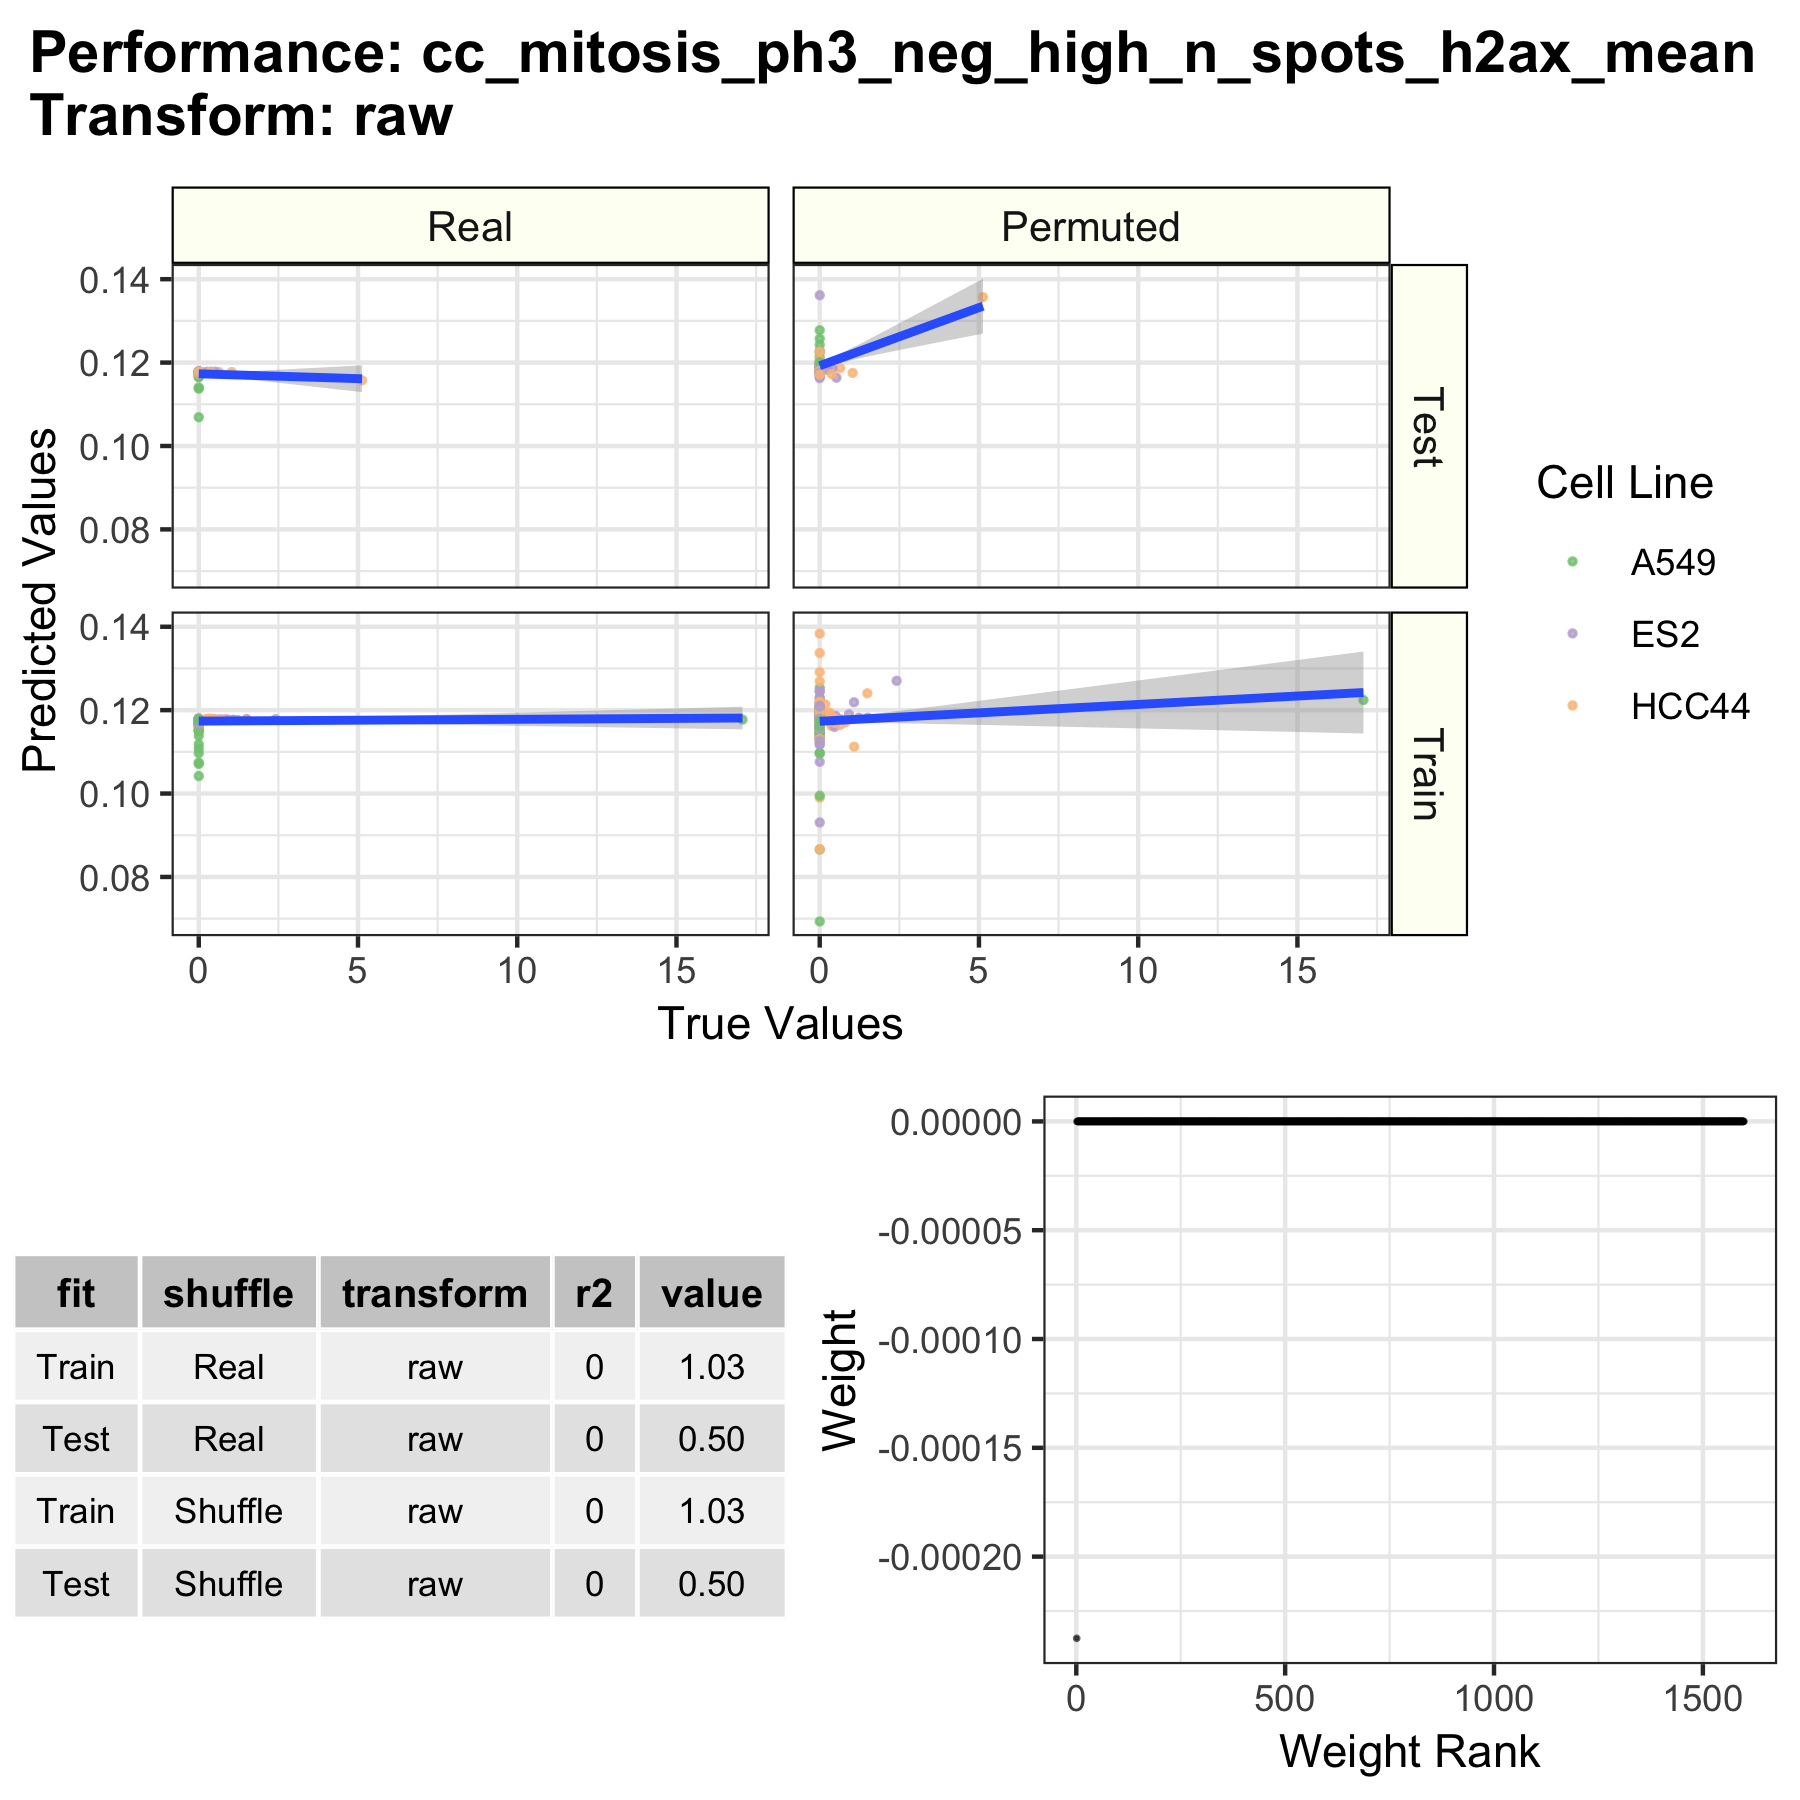 Performance: cc_mitosis_ph3_neg_high_n_spots_h2ax_mean
Transform: raw
Real
Permuted
0.14
0.12
0.10
0.08
Test
0.14
0.12
0.10
0.08
Train
0 5 10 15
0 5 10 15
Predicted Values
True Values
Cell Line
A549
ES2
HCC44
fit shuffle transform r2 value
Train Real raw 0 1.03
Test Real raw 0 0.50
Train Shuffle raw 0 1.03
Test Shuffle raw 0 0.50
0.00000
-0.00005
-0.00010
-0.00015
-0.00020
Weight
0 500 1000 1500
Weight Rank